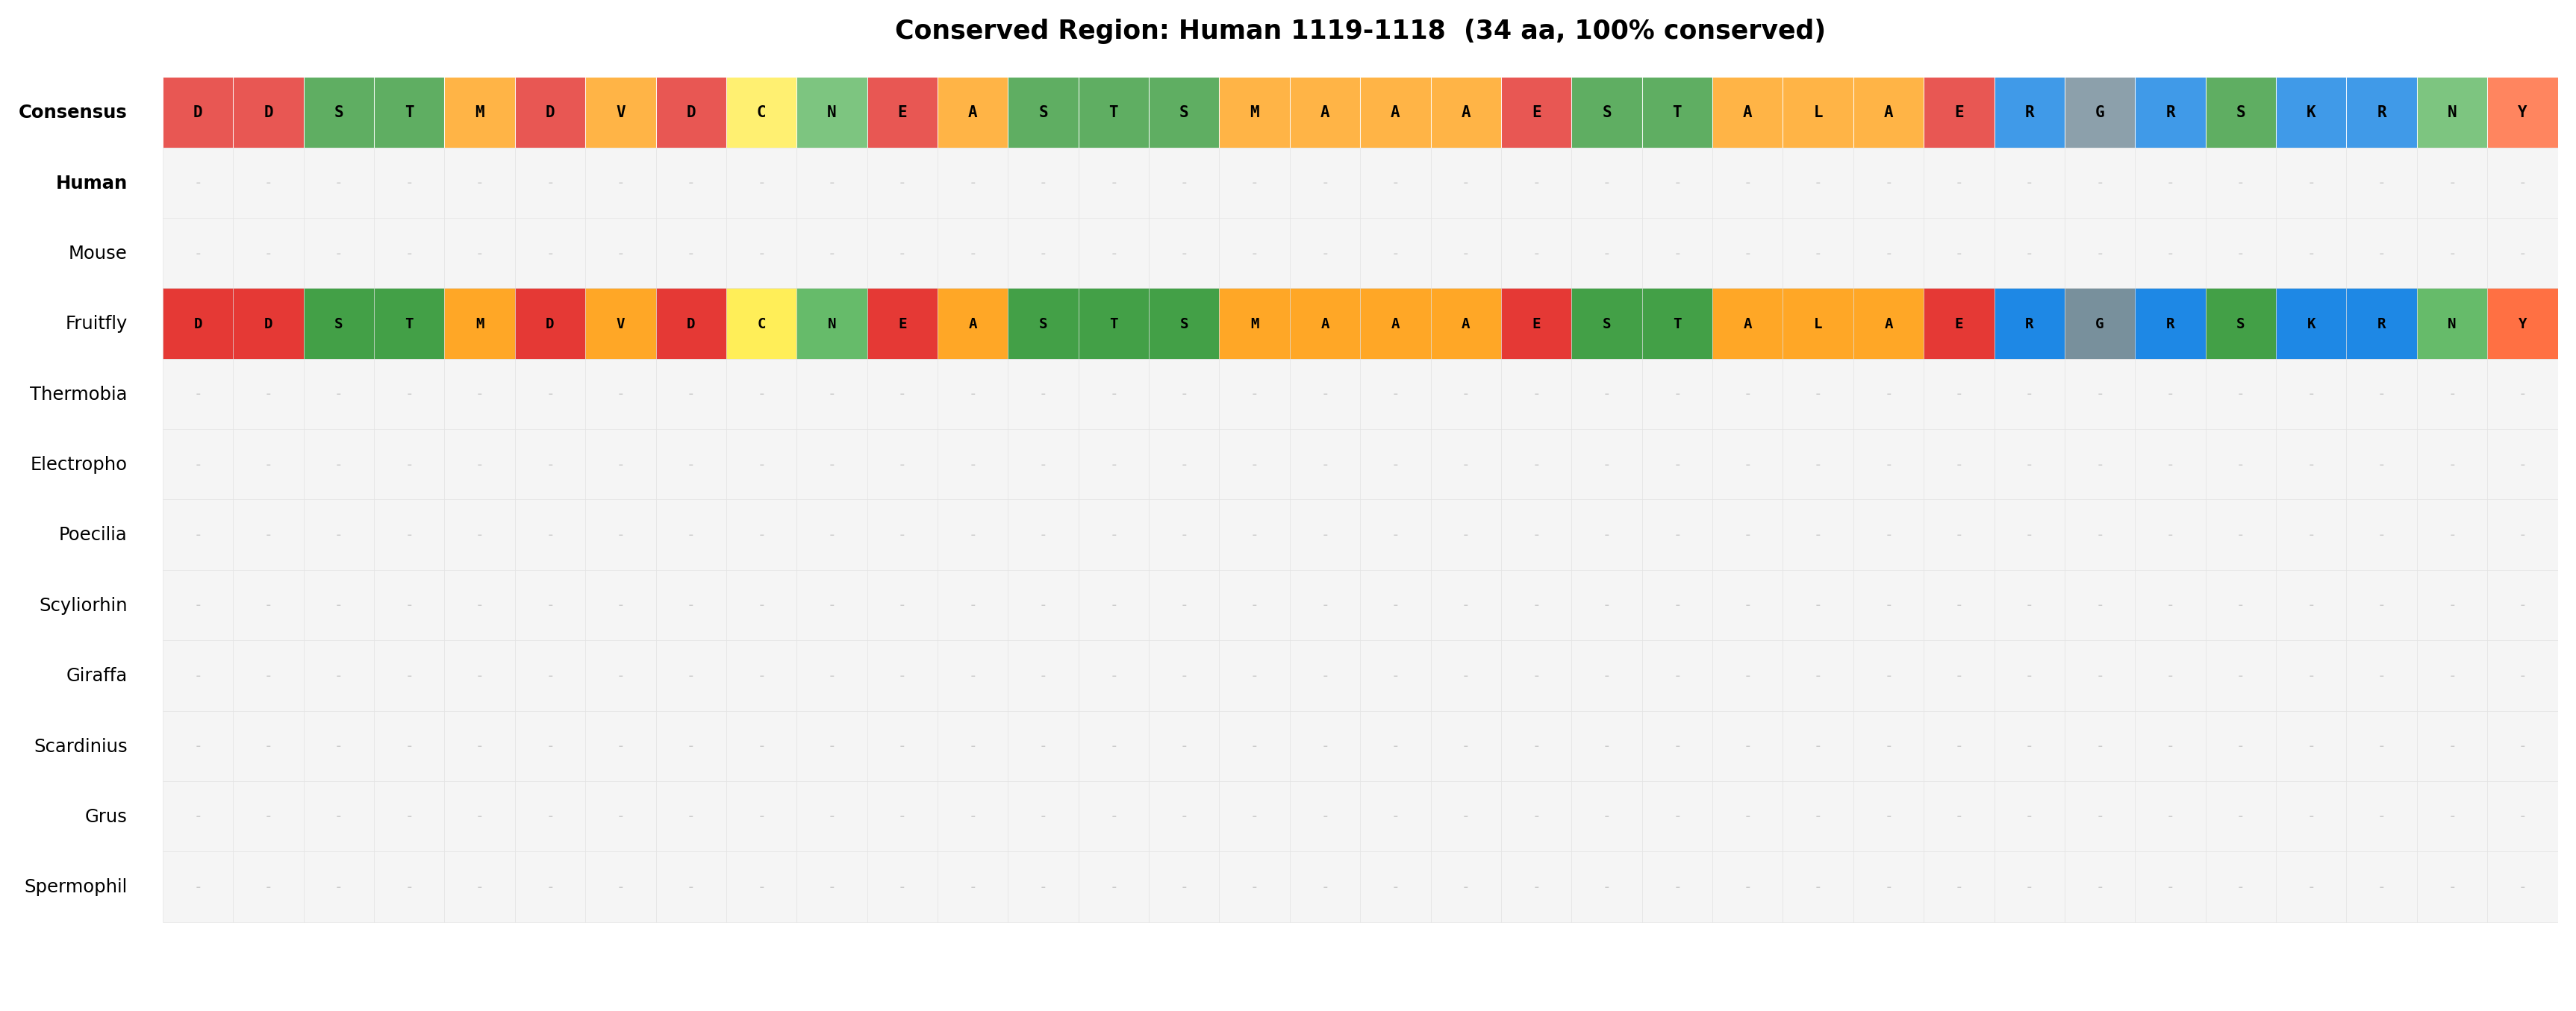 Conserved Region: Human 1119-1118 (34 aa, 100% conserved)
Consensus D D S T M D V D C N E A S T S M A A A E S T A L A E R G R S K R N Y
Human - - - - - - - - - - - - - - - - - - - - - - - - - - - - - - - - - -
Mouse - - - - - - - - - - - - - - - - - - - - - - - - - - - - - - - - - -
Fruitfly D D S T M D V D C N E A S T S M A A A E S T A L A E R G R S K R N Y
Thermobia - - - - - - - - - - - - - - - - - - - - - - - - - - - - - - - - - -
Electropho - - - - - - - - - - - - - - - - - - - - - - - - - - - - - - - - - -
Poecilia - - - - - - - - - - - - - - - - - - - - - - - - - - - - - - - - - -
Scyliorhin - - - - - - - - - - - - - - - - - - - - - - - - - - - - - - - - - -
Giraffa - - - - - - - - - - - - - - - - - - - - - - - - - - - - - - - - - -
Scardinius - - - - - - - - - - - - - - - - - - - - - - - - - - - - - - - - - -
Grus - - - - - - - - - - - - - - - - - - - - - - - - - - - - - - - - - -
Spermophil - - - - - - - - - - - - - - - - - - - - - - - - - - - - - - - - - -